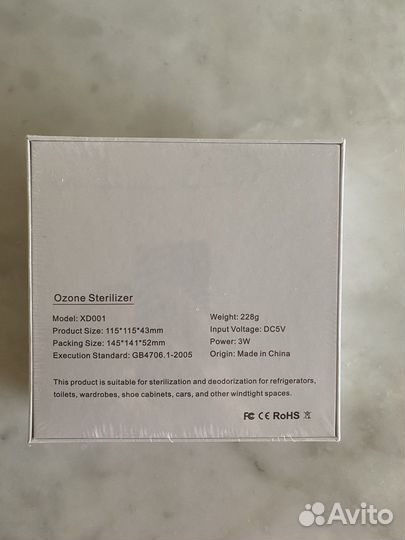 Ozone Sterilizer
Model: XD001
Weight: 228g
Product Size: 115*115*43mm
Input Voltage: DC5V
Packing Size: 145*141*52mm
Power: 3W
Execution Standard: GB4706.1-2005
Origin: Made in China
This product is suitable for sterilization and deodorization for refrigerators,
toilets, wardrobes, shoe cabinets, cars, and other windtight spaces.
FC CE RoHS
Avito